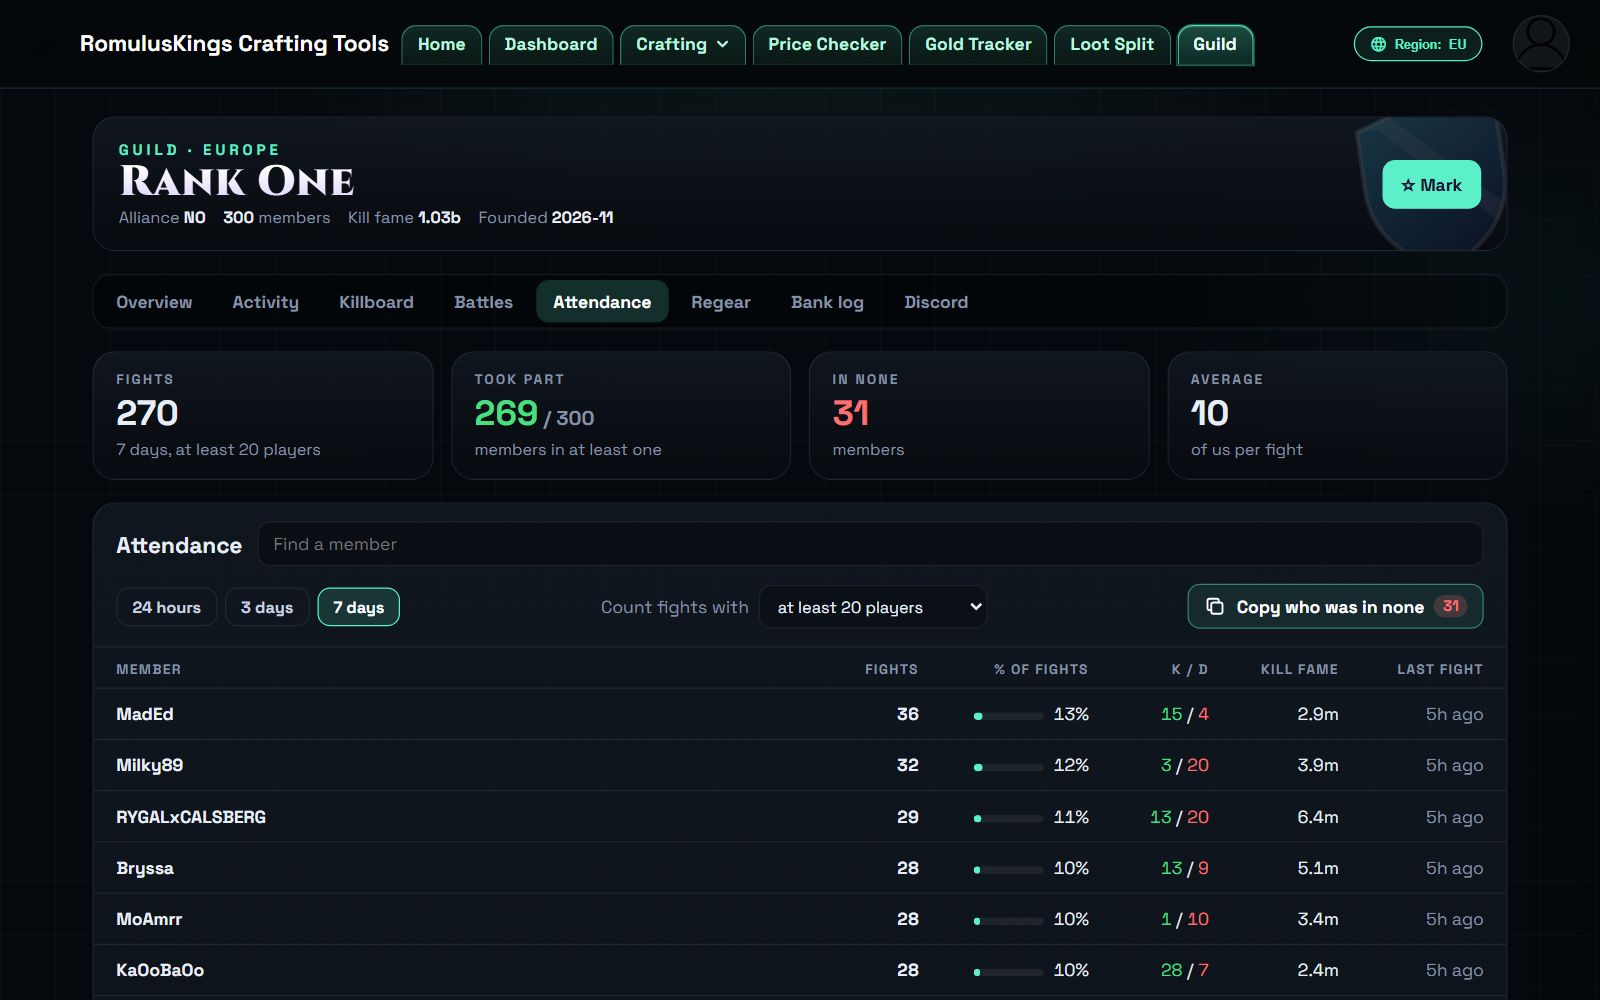 RomulusKings Crafting Tools Home Dashboard Crafting Price Checker Gold Tracker Loot Split Guild Region: EU
GUILD · EUROPE
RANK ONE
Alliance NO 300 members Kill fame 1.03b Founded 2026-11
☆ Mark
Overview Activity Killboard Battles Attendance Regear Bank log Discord
FIGHTS
270
7 days, at least 20 players
TOOK PART
269 / 300
members in at least one
IN NONE
31
members
AVERAGE
10
of us per fight
Attendance Find a member
24 hours 3 days 7 days Count fights with at least 20 players Copy who was in none 31
MEMBER FIGHTS % OF FIGHTS K / D KILL FAME LAST FIGHT
MadEd 36 13% 15 / 4 2.9m 5h ago
Milky89 32 12% 3 / 20 3.9m 5h ago
RYGALxCALSBERG 29 11% 13 / 20 6.4m 5h ago
Bryssa 28 10% 13 / 9 5.1m 5h ago
MoAmrr 28 10% 1 / 10 3.4m 5h ago
KaOoBaOo 28 10% 28 / 7 2.4m 5h ago